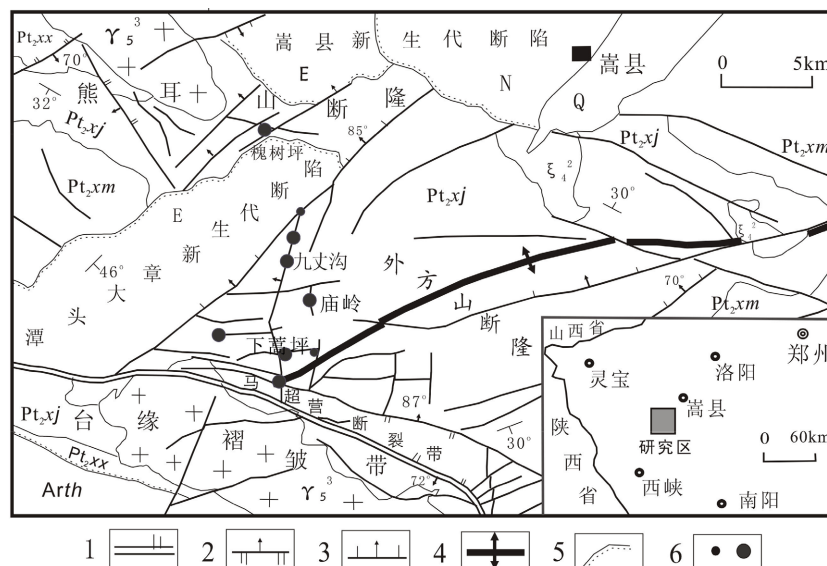 Pt₂xx
γ₅³
70°
嵩县新生代断陷
E
N
Q
嵩县
0 5km
熊耳山断隆
32°
Pt₂xj
85°
槐树坪
Pt₂xj
Pt₂xm
Pt₂xm
Pt₂xj
ξ₄²
30°
ξ₄²
E
潭头大章新生代断陷
46°
九丈沟
庙岭
外方山断隆
70°
Pt₂xm
下蒿坪
马超营断裂带
87°
30°
72°
Pt₂xj
台缘褶皱带
Pt₂xx
Arth
γ₅³
山西省
郑州
灵宝
洛阳
嵩县
研究区
0 60km
陕西省
西峡
南阳
1 2 3 4 5 6